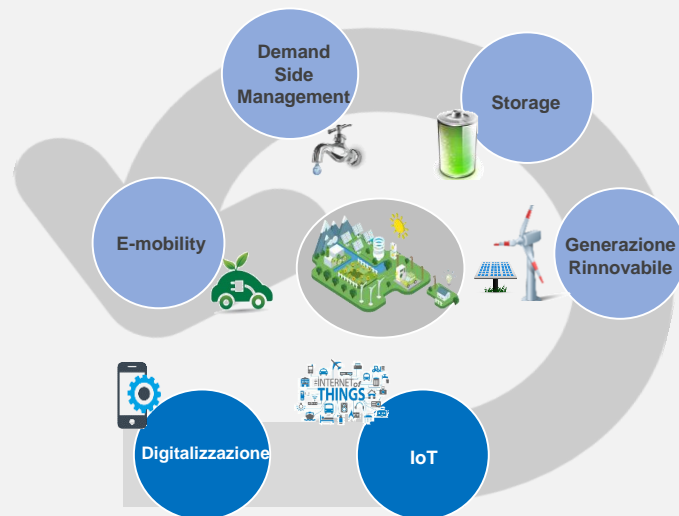 Demand
Side
Management
Storage
E-mobility
Generazione
Rinnovabile
INTERNET of
THINGS
Digitalizzazione
IoT